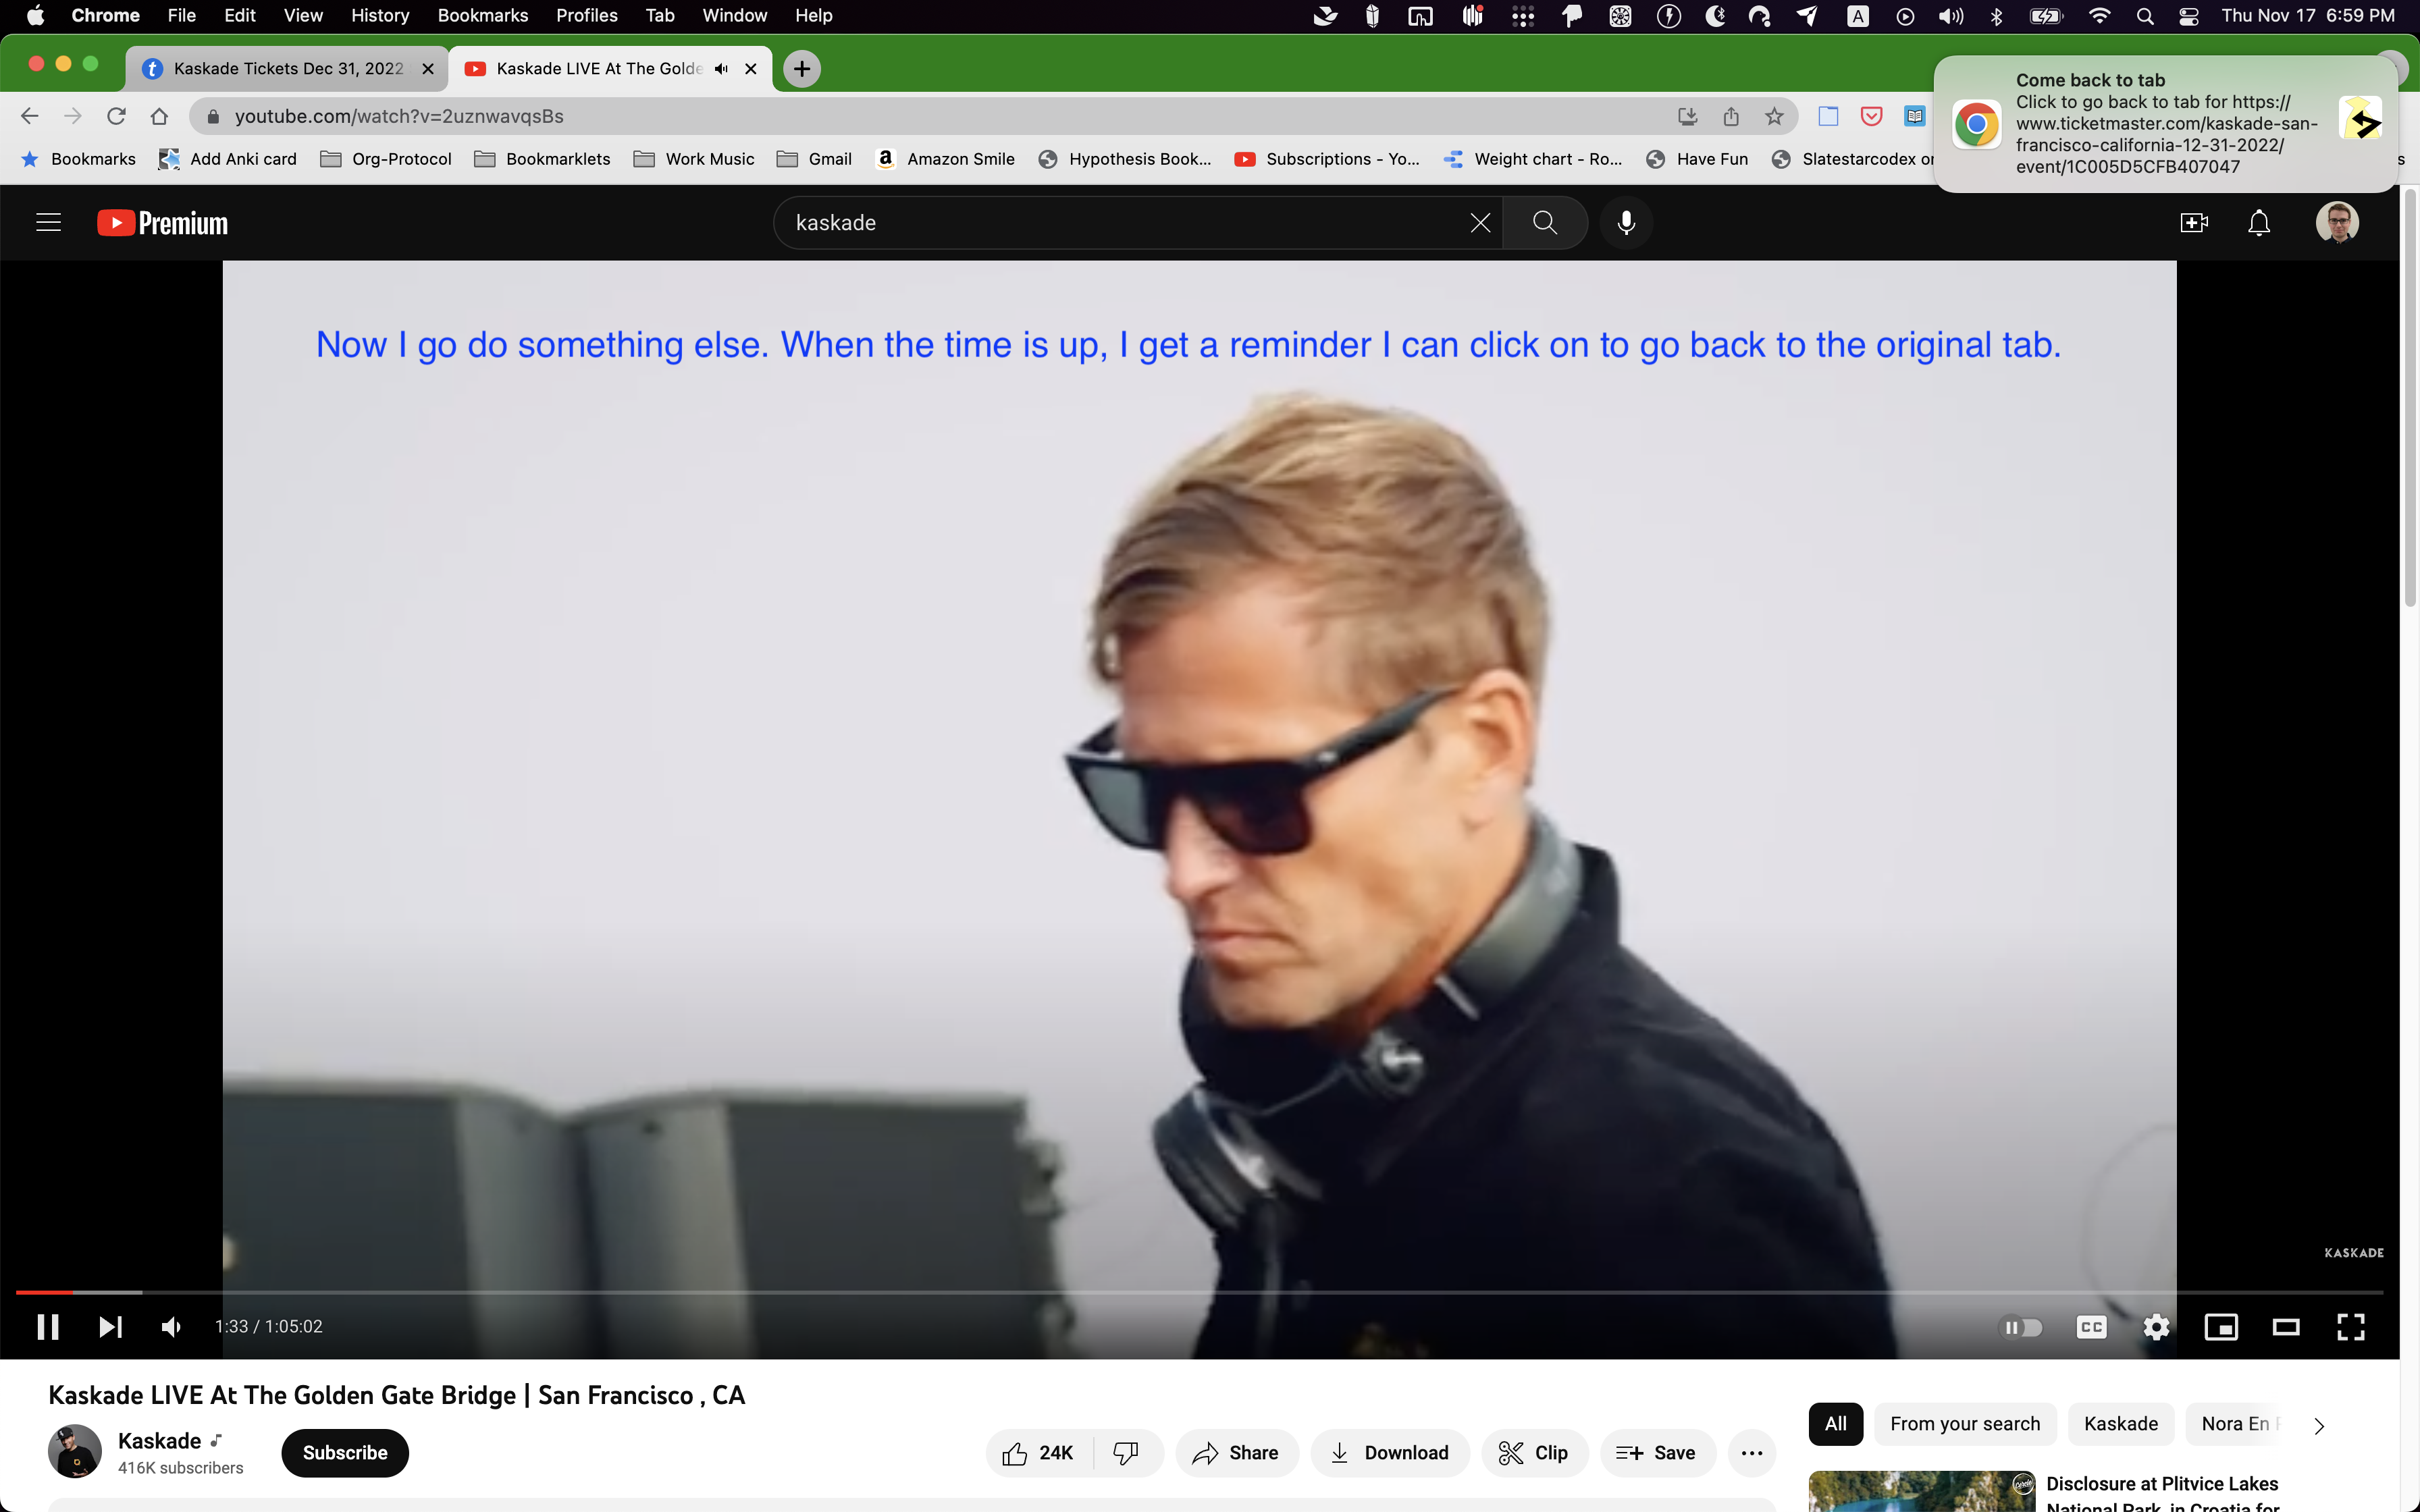 Chrome File Edit View History Bookmarks Profiles Tab Window Help A Thu Nov 17 6:59 PM
Kaskade Tickets Dec 31, 2022
Kaskade LIVE At The Golde
Come back to tab
Click to go back to tab for https://
www.ticketmaster.com/kaskade-san-
francisco-california-12-31-2022/
event/1C005D5CFB407047
youtube.com/watch?v=2uznwavqsBs
Bookmarks Add Anki card Org-Protocol Bookmarklets Work Music Gmail Amazon Smile Hypothesis Book... Subscriptions - Yo... Weight chart - Ro... Have Fun Slatestarcodex
Premium
kaskade
Now I go do something else. When the time is up, I get a reminder I can click on to go back to the original tab.
KASKADE
1:33 / 1:05:02
CC
Kaskade LIVE At The Golden Gate Bridge | San Francisco , CA
Kaskade
416K subscribers
Subscribe
24K Share Download Clip Save
All From your search Kaskade Nora En
Disclosure at Plitvice Lakes
National Park, in Croatia for